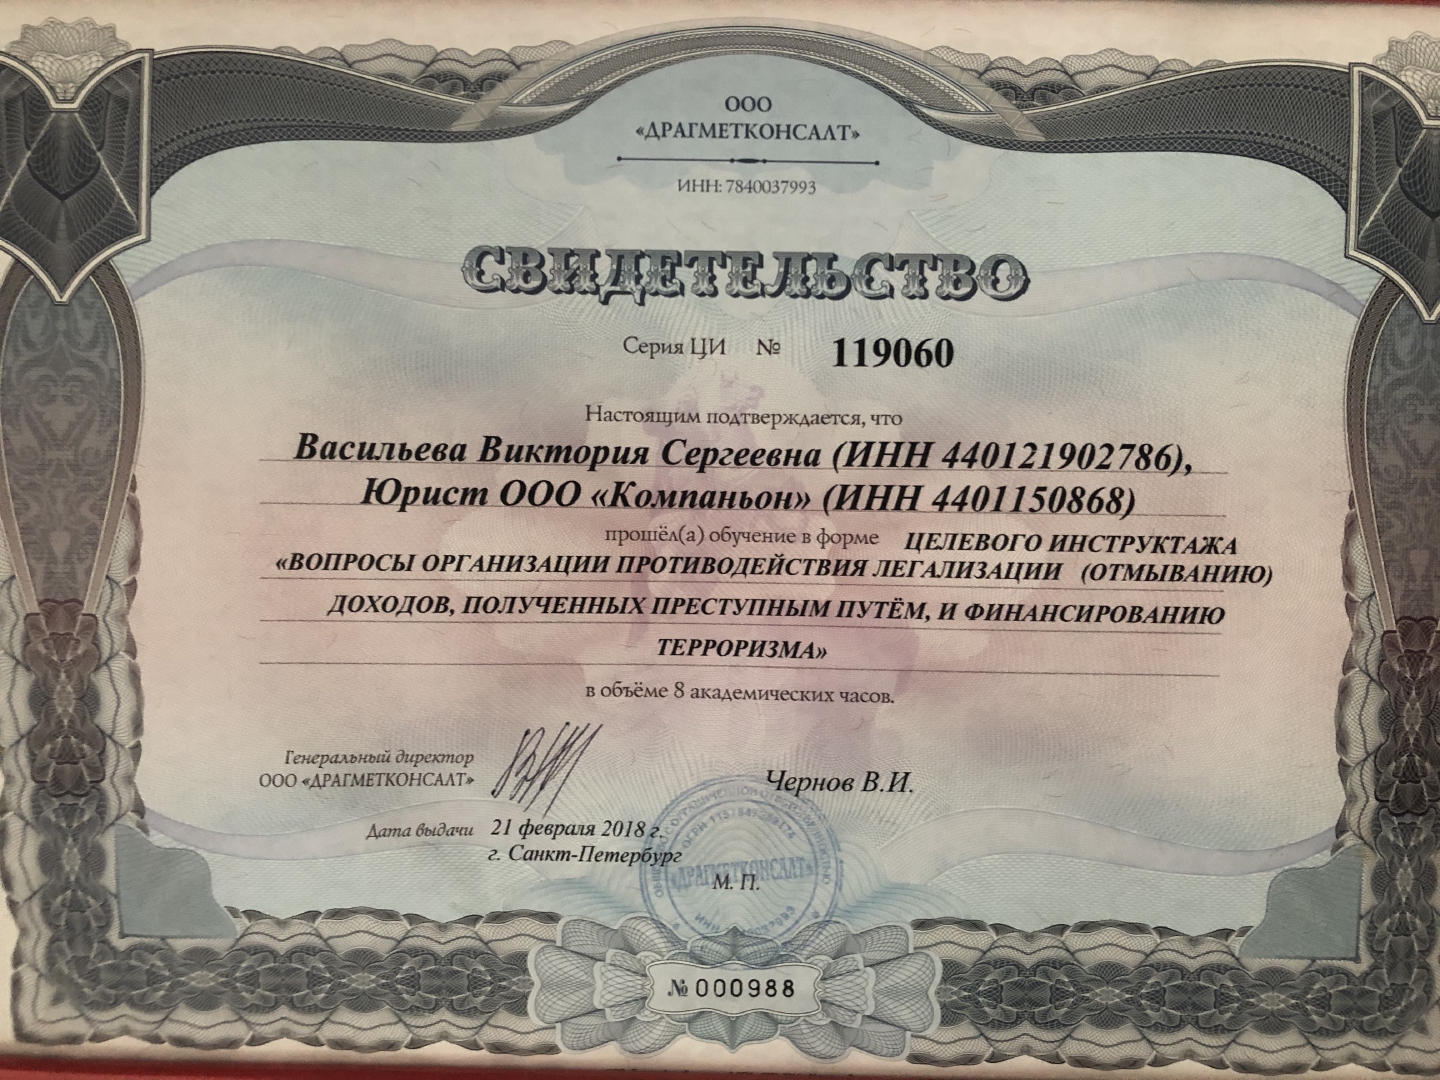 ООО
«ДРАГМЕТКОНСАЛТ»
ИНН: 7840037993
СВИДЕТЕЛЬСТВО
Серия ЦИ № 119060
Настоящим подтверждается, что
Васильева Виктория Сергеевна (ИНН 440121902786),
Юрист ООО «Компаньон» (ИНН 4401150868)
прошёл(а) обучение в форме ЦЕЛЕВОГО ИНСТРУКТАЖА
«ВОПРОСЫ ОРГАНИЗАЦИИ ПРОТИВОДЕЙСТВИЯ ЛЕГАЛИЗАЦИИ (ОТМЫВАНИЮ)
ДОХОДОВ, ПОЛУЧЕННЫХ ПРЕСТУПНЫМ ПУТЁМ, И ФИНАНСИРОВАНИЮ
ТЕРРОРИЗМА»
в объёме 8 академических часов.
Генеральный директор
ООО «ДРАГМЕТКОНСАЛТ»
Чернов В.И.
Дата выдачи 21 февраля 2018 г.
г. Санкт-Петербург
М. П.
«ДРАГМЕТКОНСАЛТ»
№ 000988